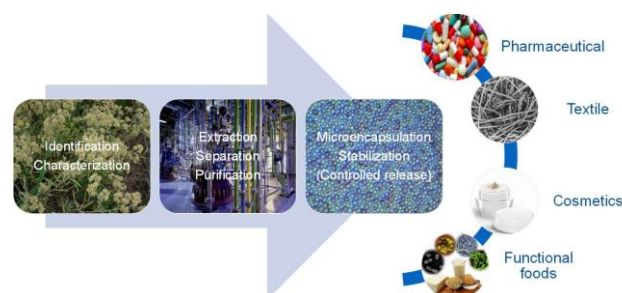 Identification
Characterization
Extraction
Separation
Purification
Microencapsulation
Stabilization
(Controlled release)
Pharmaceutical
Textile
Cosmetics
Functional
foods